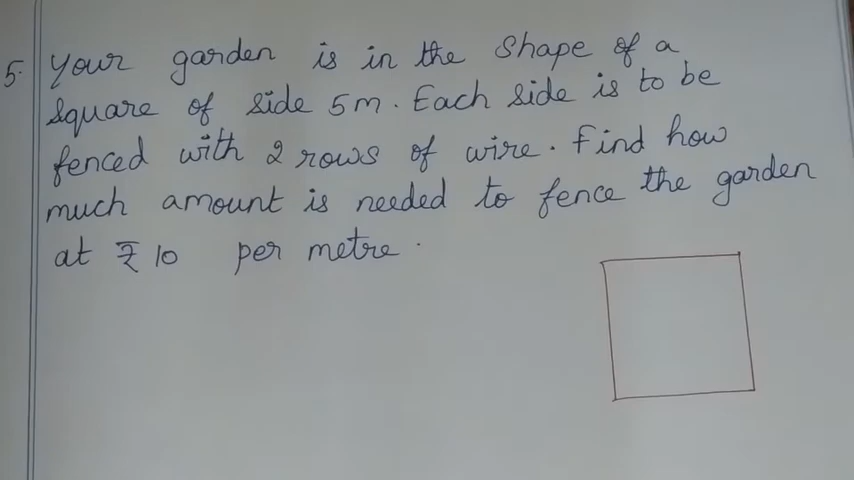 5. Your garden is in the shape of a
square of side 5m. Each side is to be
fenced with 2 rows of wire. Find how
much amount is needed to fence the garden
at ₹ 10 per metre.